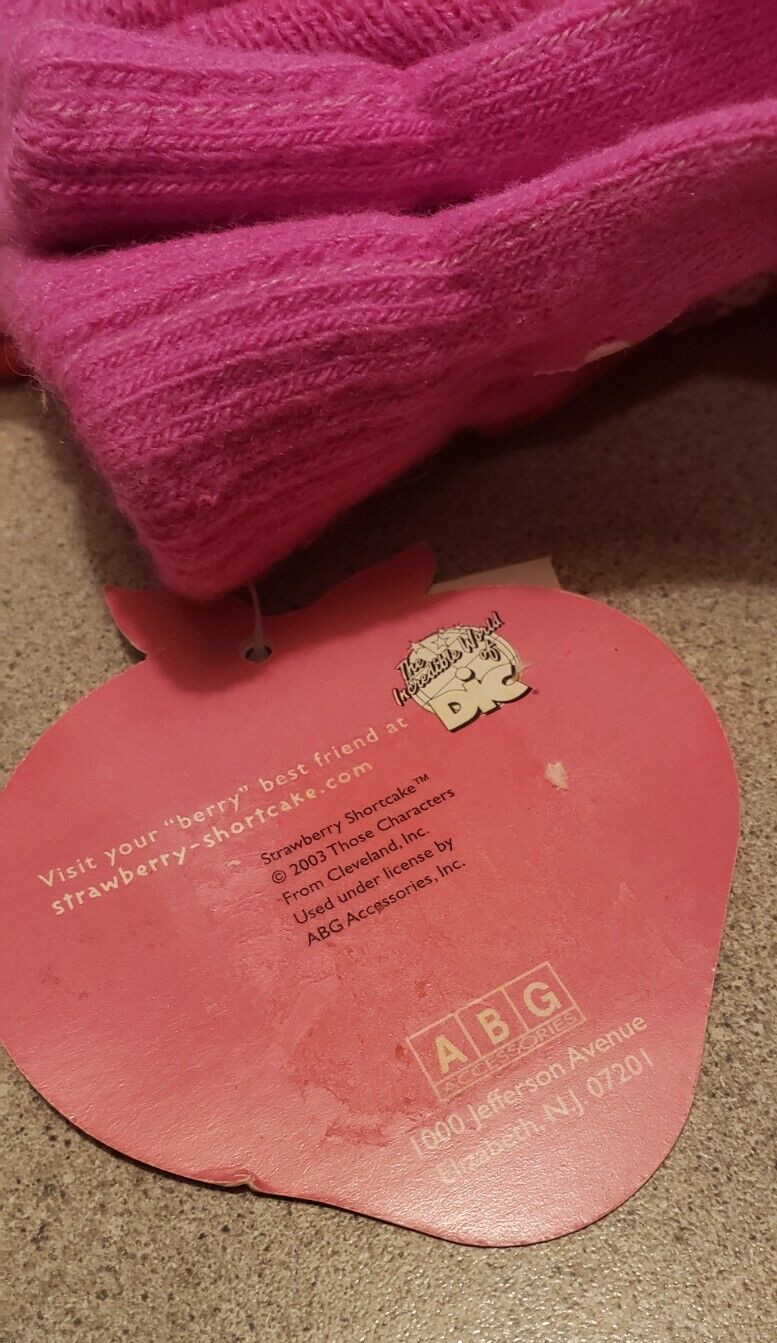 The
Incredible World
of
DiC
Visit your "berry" best friend at
strawberry-shortcake.com
Strawberry Shortcake™
© 2003 Those Characters
From Cleveland, Inc.
Used under license by
ABG Accessories, Inc.
ABG
ACCESSORIES
1000 Jefferson Avenue
Elizabeth, N.J. 07201